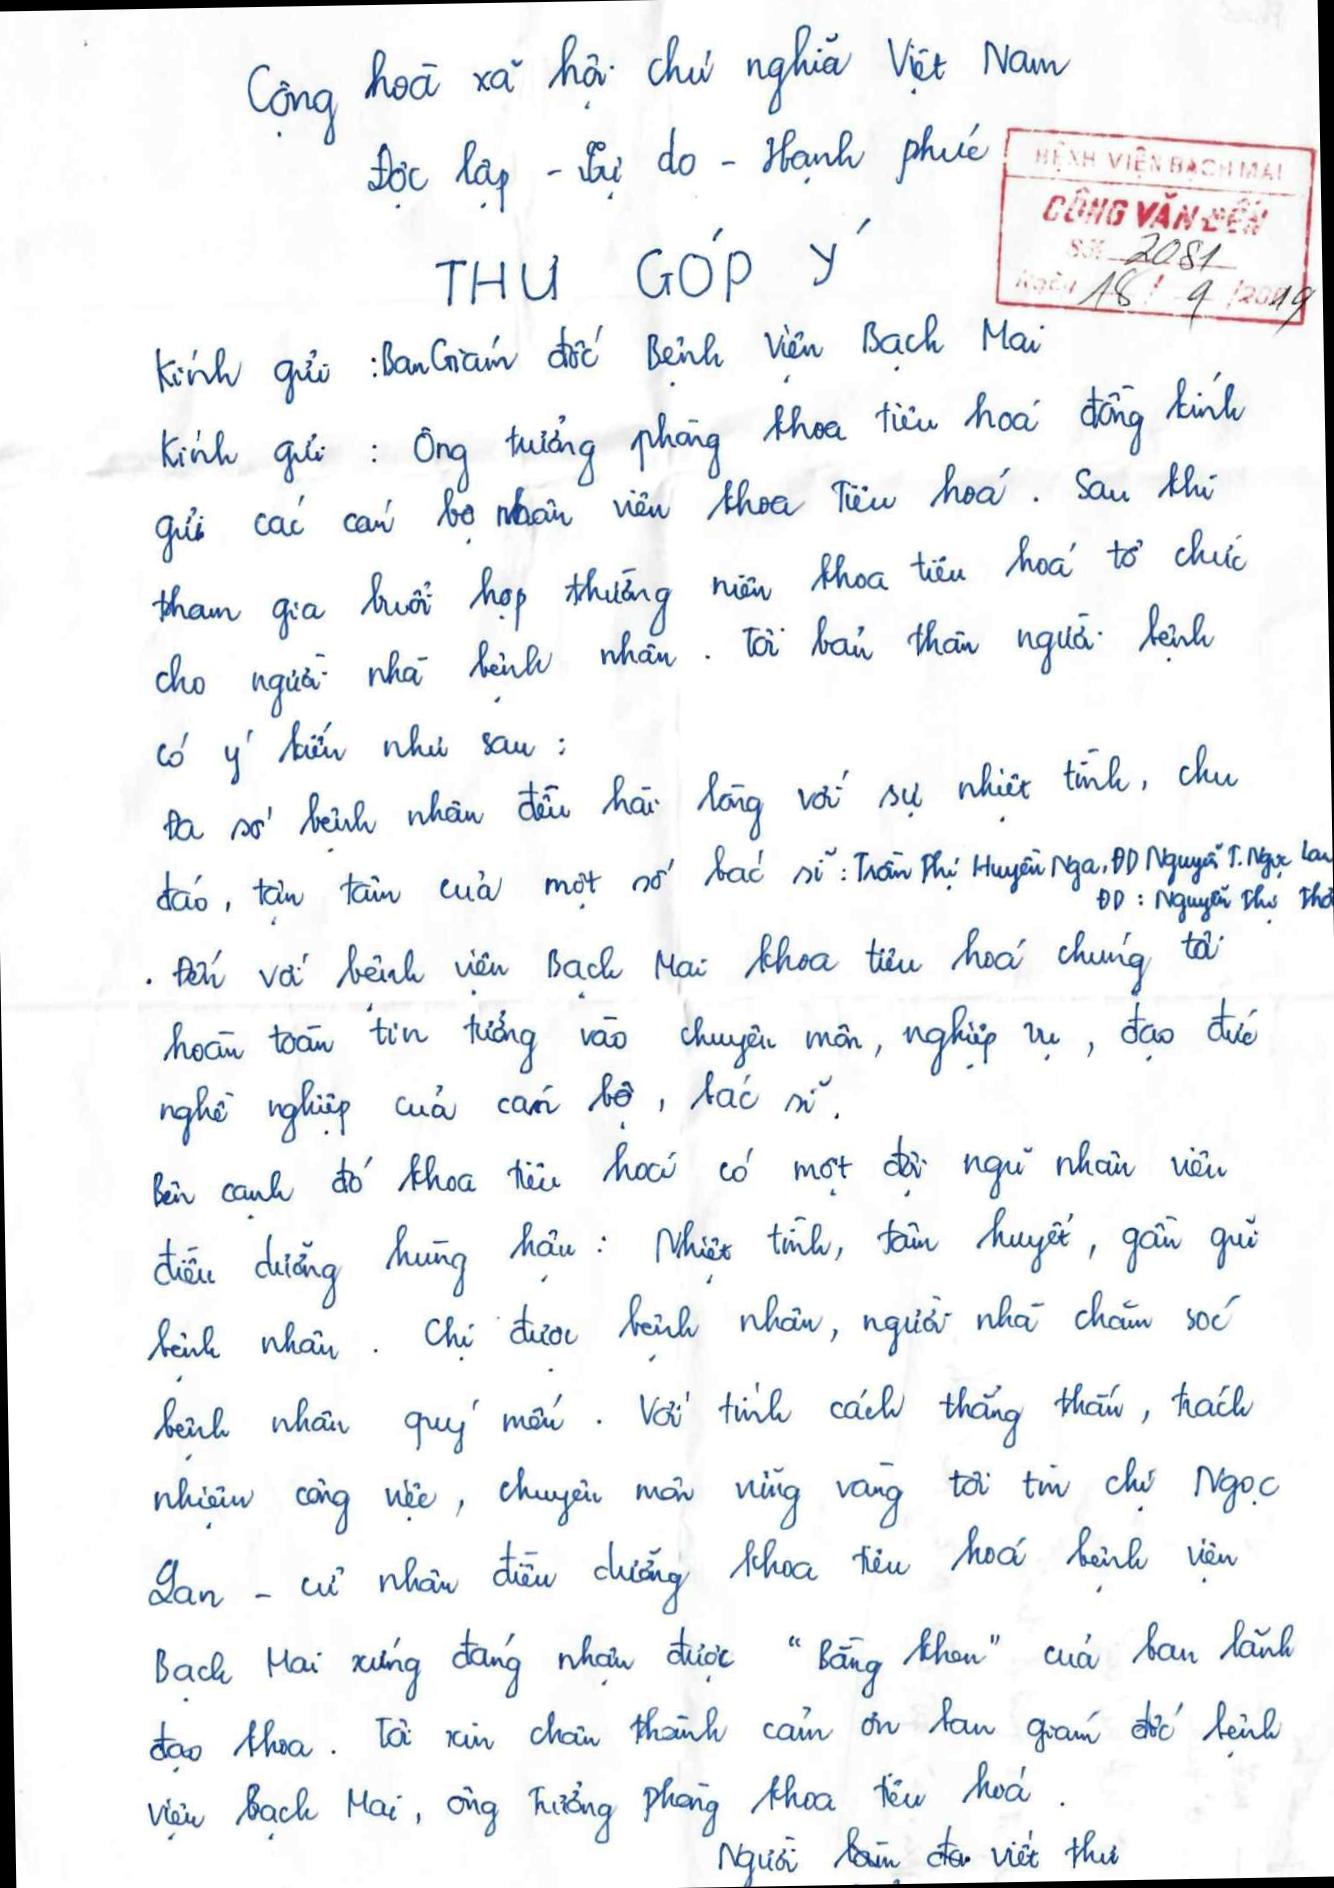 Cộng hoà xã hội chủ nghĩa Việt Nam
Độc lập - Tự do - Hạnh phúc
BỆNH VIỆN BẠCH MAI
CÔNG VĂN ĐẾN
Số: 2081
Ngày 18 / 9 / 2019
THƯ GÓP Ý
Kính gửi : Ban Giám đốc Bệnh viện Bạch Mai
Kính gửi : Ông trưởng phòng khoa tiêu hoá đồng kính
gửi các cán bộ nhân viên khoa Tiêu hoá . Sau khi
tham gia buổi họp thường niên khoa tiêu hoá tổ chức
cho người nhà bệnh nhân . Tôi bản thân người bệnh
có ý kiến như sau :
Đa số bệnh nhân đều hài lòng với sự nhiệt tình, chu
đáo, tận tâm của một số bác sĩ : Trần Thị Huyền Nga, ĐD Nguyễn T. Ngọc Lan
ĐD : Nguyễn Thị
. Đến với bệnh viện Bạch Mai khoa tiêu hoá chúng tôi
hoàn toàn tin tưởng vào chuyên môn, nghiệp vụ, đạo đức
nghề nghiệp của cán bộ, bác sĩ.
Bên cạnh đó khoa tiêu hoá có một đội ngũ nhân viên
điều dưỡng hùng hậu : Nhiệt tình, tâm huyết, gần gũi
bệnh nhân . Chị được bệnh nhân, người nhà chăm sóc
bệnh nhân quý mến . Với tính cách thẳng thắn, trách
nhiệm công việc, chuyên môn vững vàng tôi tin chị Ngọc
Lan - cử nhân điều dưỡng khoa tiêu hoá bệnh viện
Bạch Mai xứng đáng nhận được "Bằng khen" của ban lãnh
đạo khoa. Tôi xin chân thành cảm ơn ban giám đốc bệnh
viện Bạch Mai, ông Trưởng phòng khoa tiêu hoá .
Người viết thư